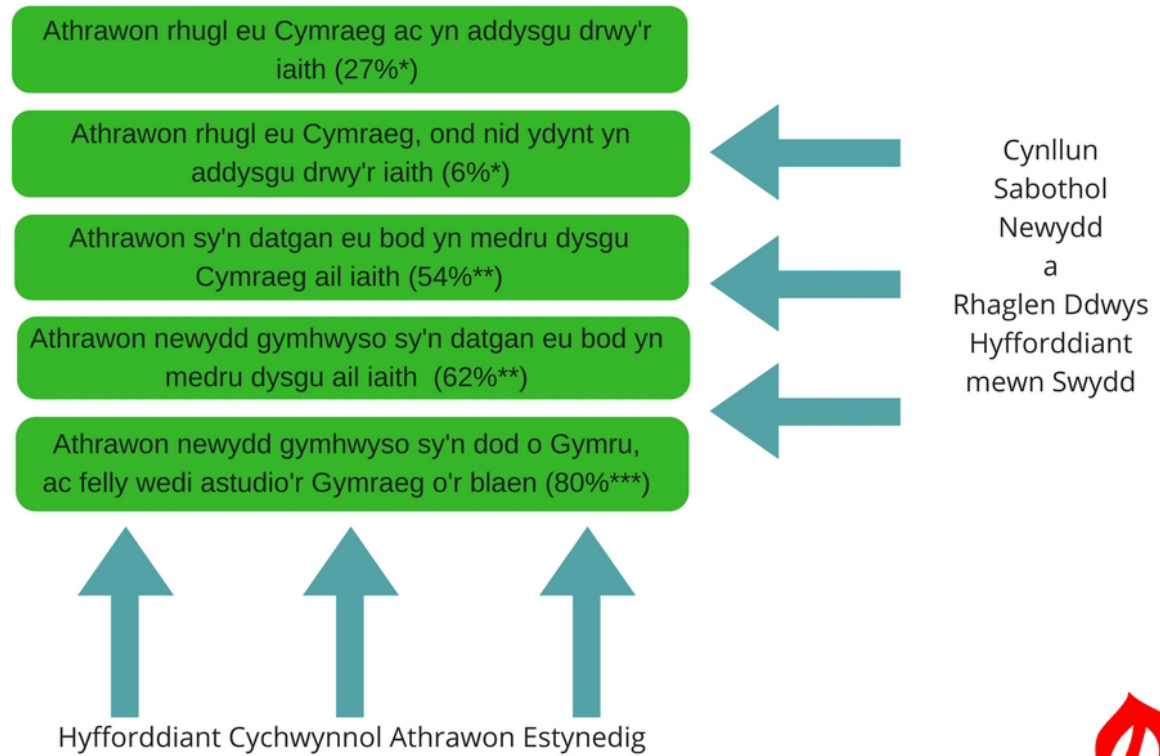 Athrawon rhugl eu Cymraeg ac yn addysgu drwy'r
iaith (27%*)
Athrawon rhugl eu Cymraeg, ond nid ydynt yn
addysgu drwy'r iaith (6%*)
Athrawon sy'n datgan eu bod yn medru dysgu
Cymraeg ail iaith (54%**)
Athrawon newydd gymhwyso sy'n datgan eu bod yn
medru dysgu ail iaith (62%**)
Athrawon newydd gymhwyso sy'n dod o Gymru,
ac felly wedi astudio'r Gymraeg o'r blaen (80%***)
Cynllun
Sabothol
Newydd
a
Rhaglen Ddwys
Hyfforddiant
mewn Swydd
Hyfforddiant Cychwynnol Athrawon Estynedig